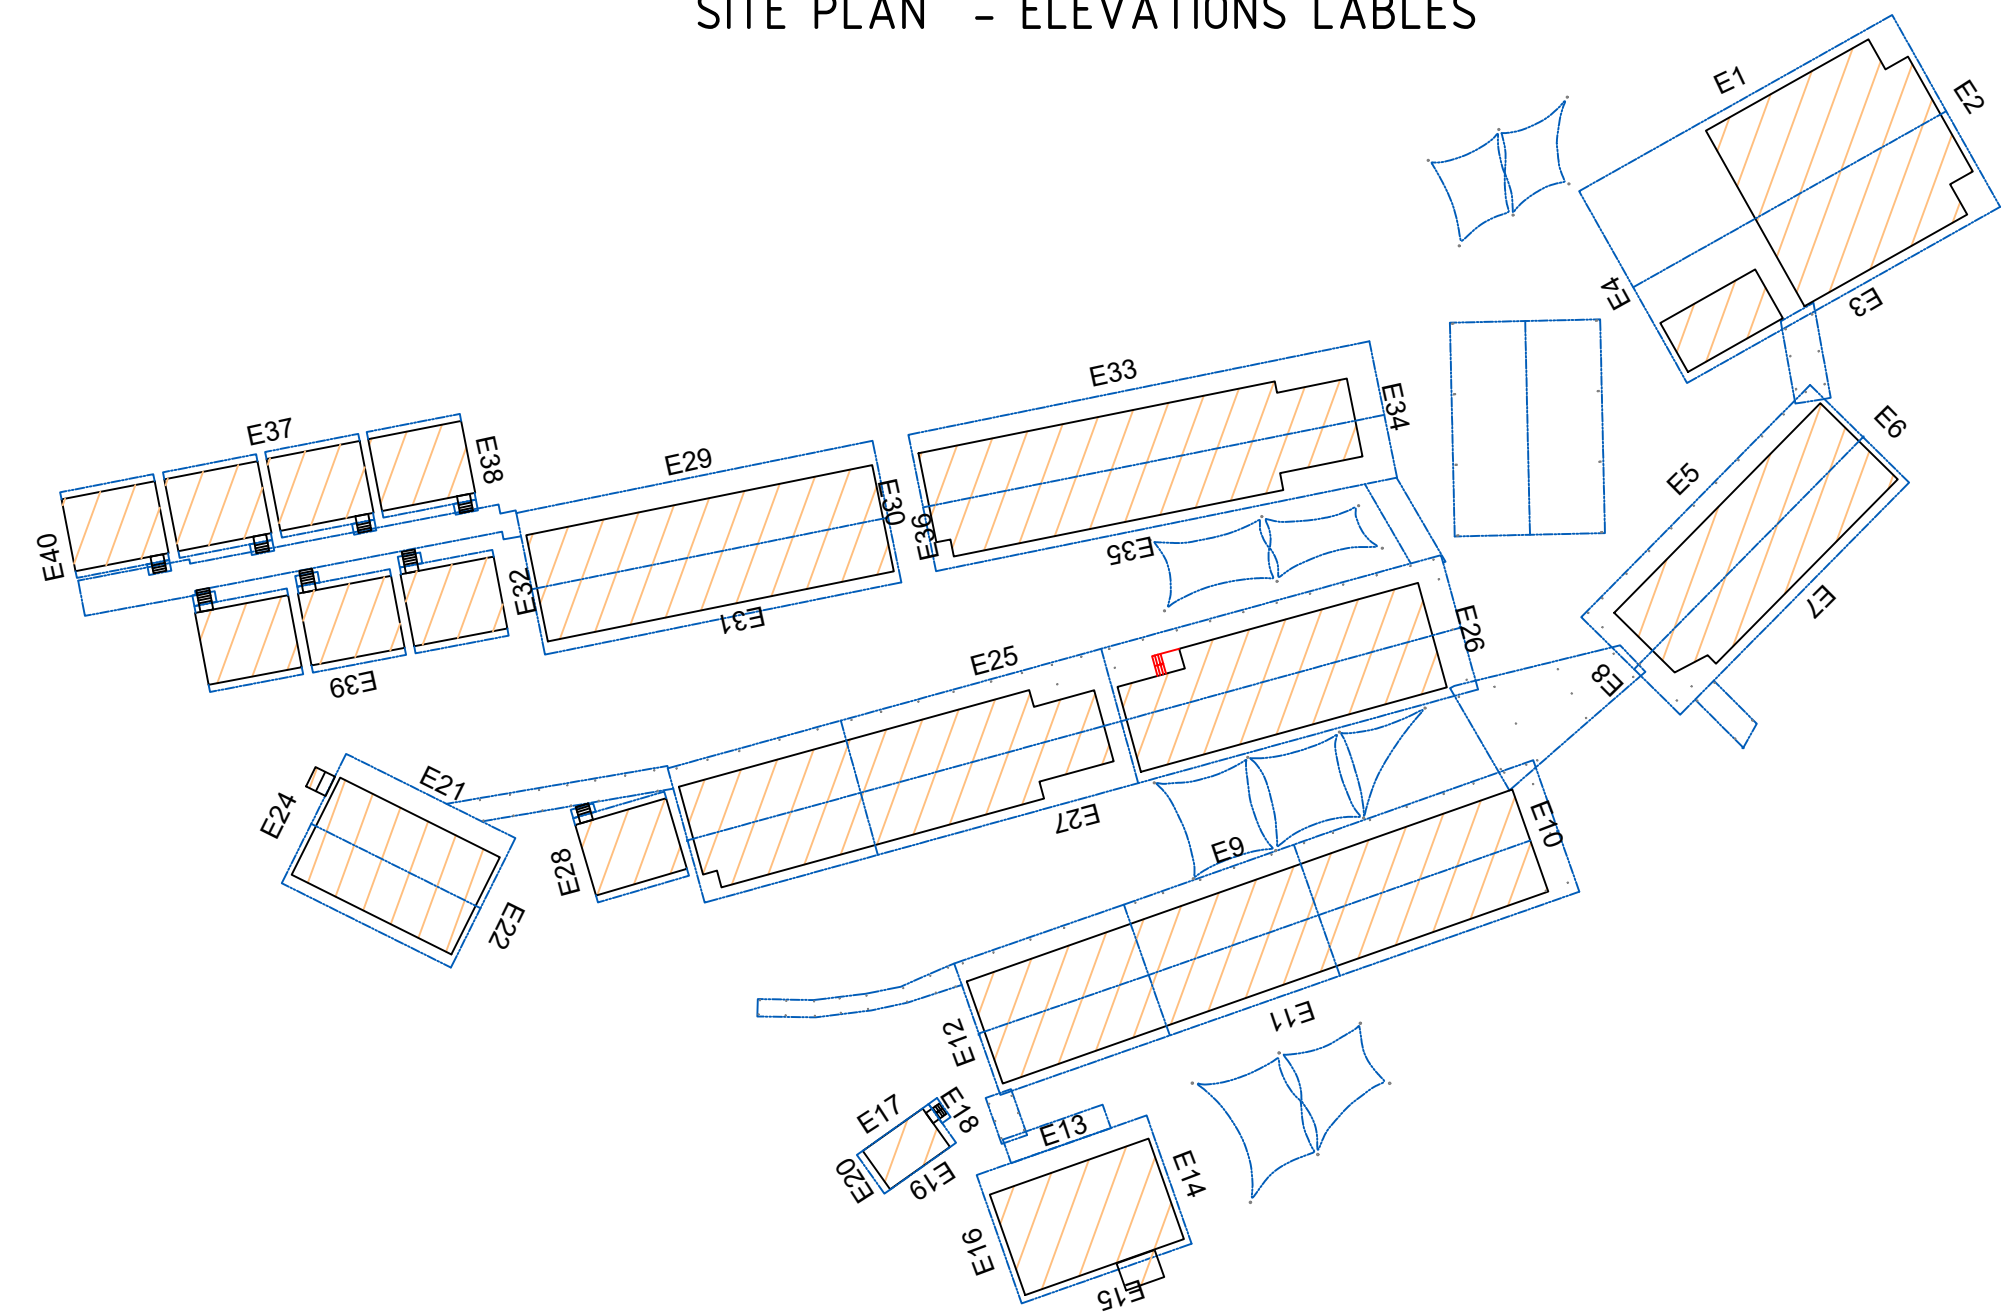 SITE PLAN - ELEVATIONS LABLES
E1
E2
E3
E4
E5
E6
E7
E8
E33
E34
E35
E36
E29
E30
E31
E32
E37
E38
E39
E40
E25
E26
E27
E28
E21
E22
E24
E9
E10
E11
E12
E17
E18
E19
E20
E13
E14
E15
E16